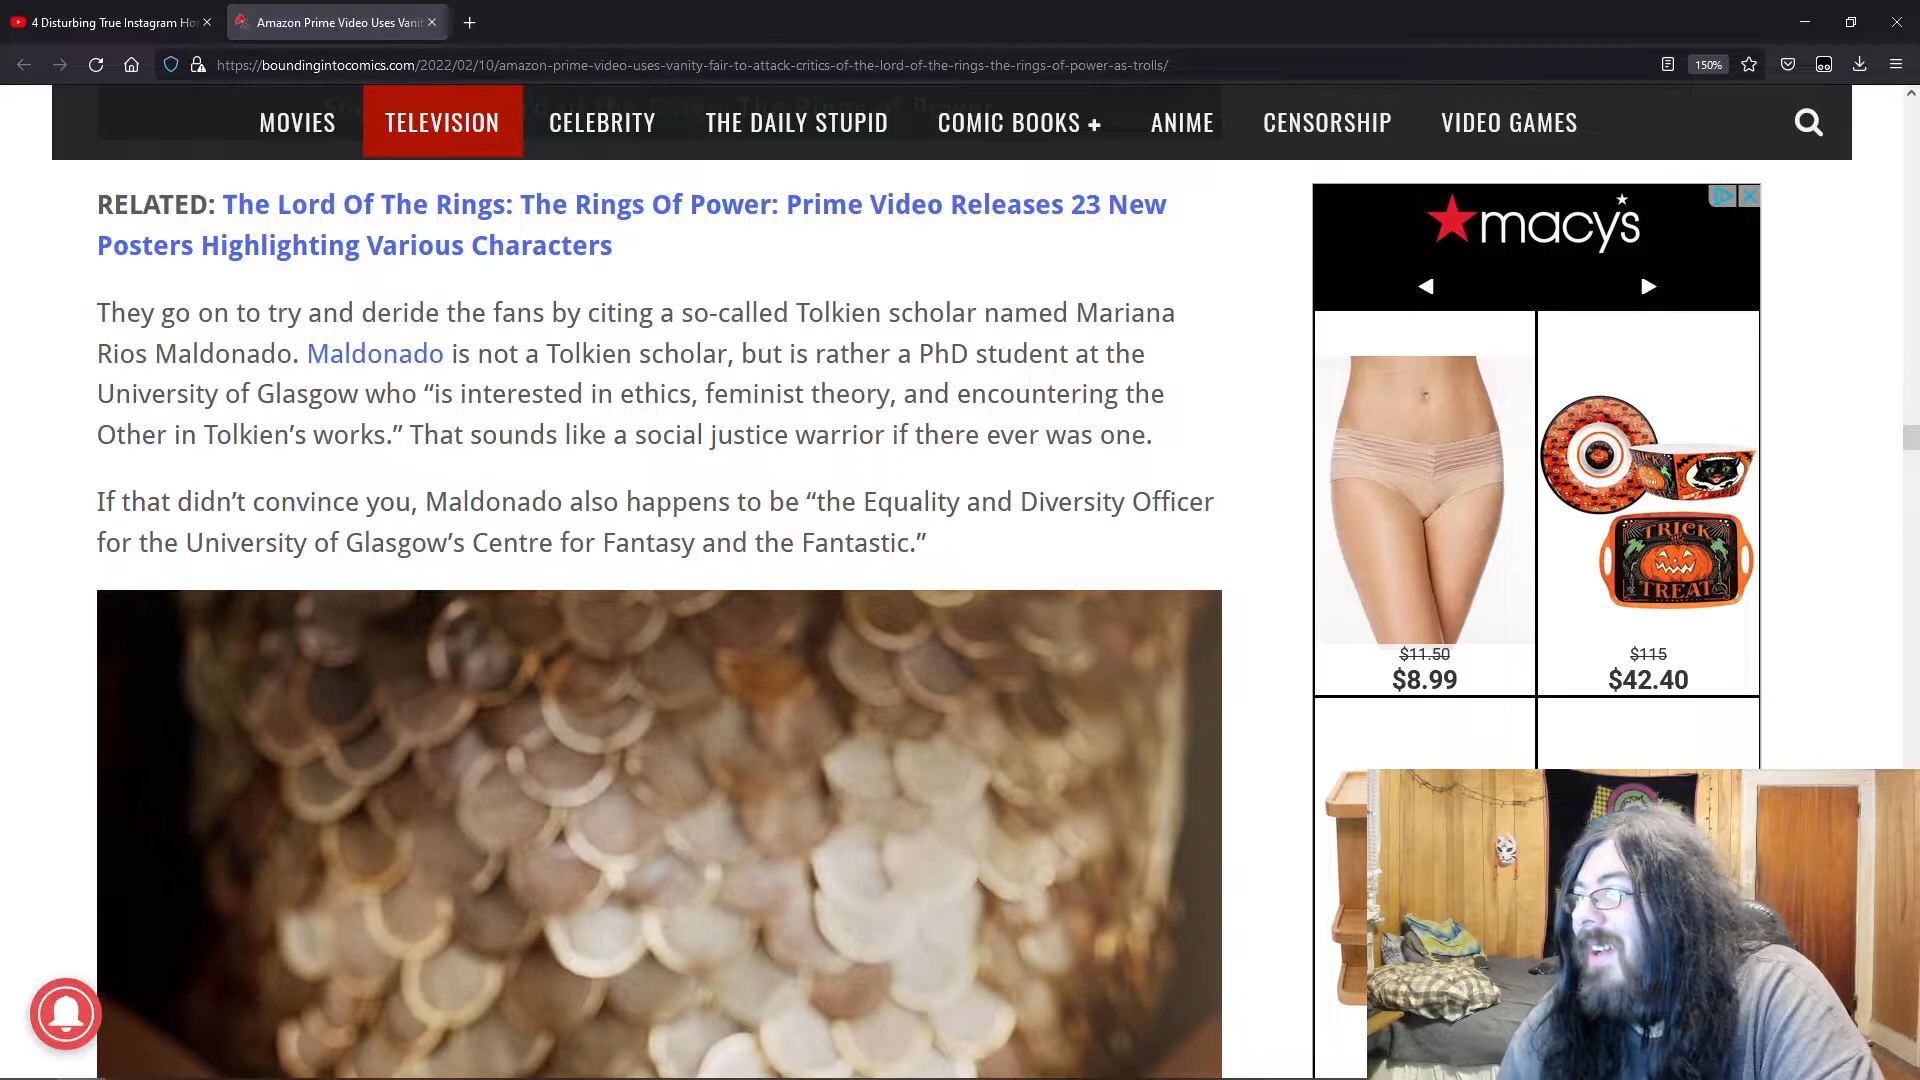 4 Disturbing True Instagram Ho
Amazon Prime Video Uses Vanit
https://boundingintocomics.com/2022/02/10/amazon-prime-video-uses-vanity-fair-to-attack-critics-of-the-lord-of-the-rings-the-rings-of-power-as-trolls/
150%
MOVIES TELEVISION CELEBRITY THE DAILY STUPID COMIC BOOKS + ANIME CENSORSHIP VIDEO GAMES
RELATED: The Lord Of The Rings: The Rings Of Power: Prime Video Releases 23 New
Posters Highlighting Various Characters
They go on to try and deride the fans by citing a so-called Tolkien scholar named Mariana
Rios Maldonado. Maldonado is not a Tolkien scholar, but is rather a PhD student at the
University of Glasgow who “is interested in ethics, feminist theory, and encountering the
Other in Tolkien’s works.” That sounds like a social justice warrior if there ever was one.
If that didn’t convince you, Maldonado also happens to be “the Equality and Diversity Officer
for the University of Glasgow’s Centre for Fantasy and the Fantastic.”
macys
TRICK
or
TREAT
$11.50
$8.99
$115
$42.40